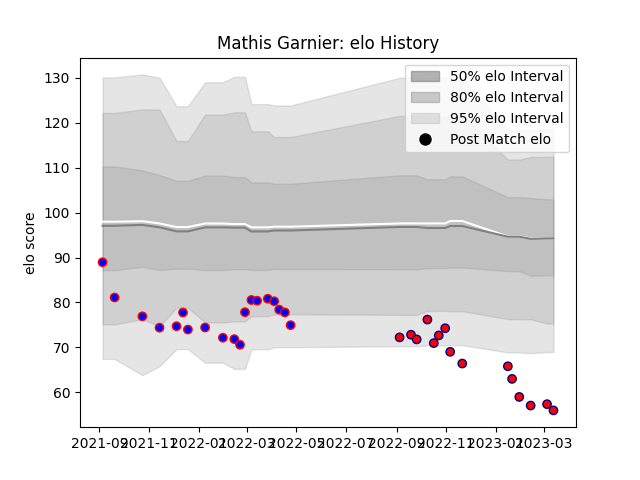 Mathis Garnier: elo History
50% elo Interval
80% elo Interval
95% elo Interval
Post Match elo
elo score
130
120
110
100
90
80
70
60
2021-09 2021-11 2022-01 2022-03 2022-05 2022-07 2022-09 2022-11 2023-01 2023-03